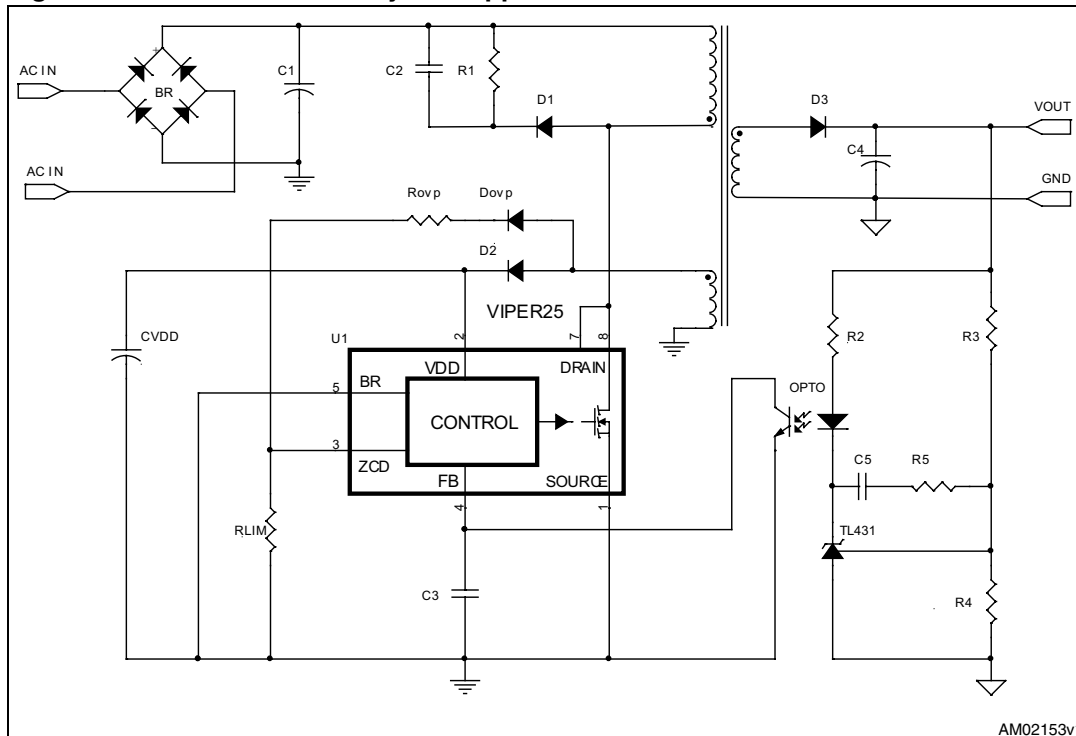 AC IN
AC IN
BR
+
-
C1
C2
R1
D1
D3
VOUT
C4
GND
Rovp
Dovp
D2
VIPER25
CVDD
U1
2
7
8
VDD
DRAIN
5
BR
CONTROL
3
ZCD
FB
SOURCE
4
1
RLIM
C3
R2
R3
OPTO
C5
R5
TL431
R4
AM02153v